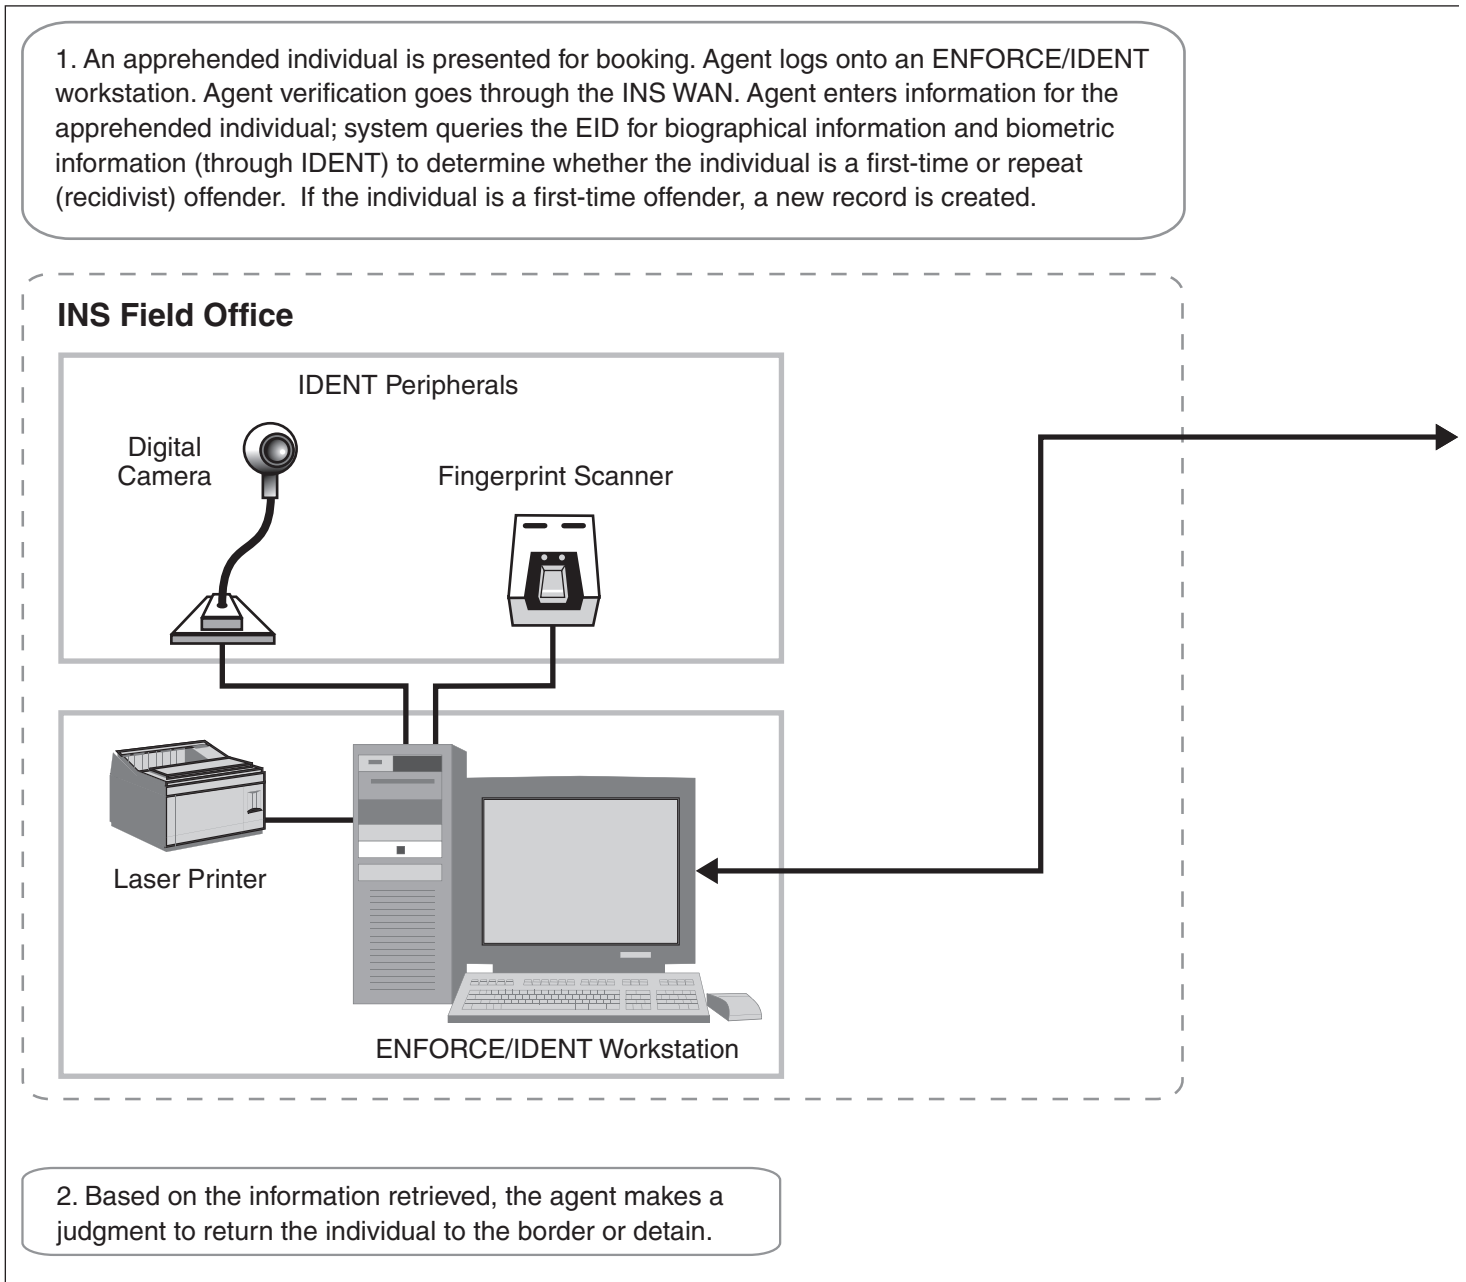 1. An apprehended individual is presented for booking. Agent logs onto an ENFORCE/IDENT
workstation. Agent verification goes through the INS WAN. Agent enters information for the
apprehended individual; system queries the EID for biographical information and biometric
information (through IDENT) to determine whether the individual is a first-time or repeat
(recidivist) offender.  If the individual is a first-time offender, a new record is created.
INS Field Office
IDENT Peripherals
Digital
Camera
Fingerprint Scanner
Laser Printer
ENFORCE/IDENT Workstation
2. Based on the information retrieved, the agent makes a
judgment to return the individual to the border or detain.